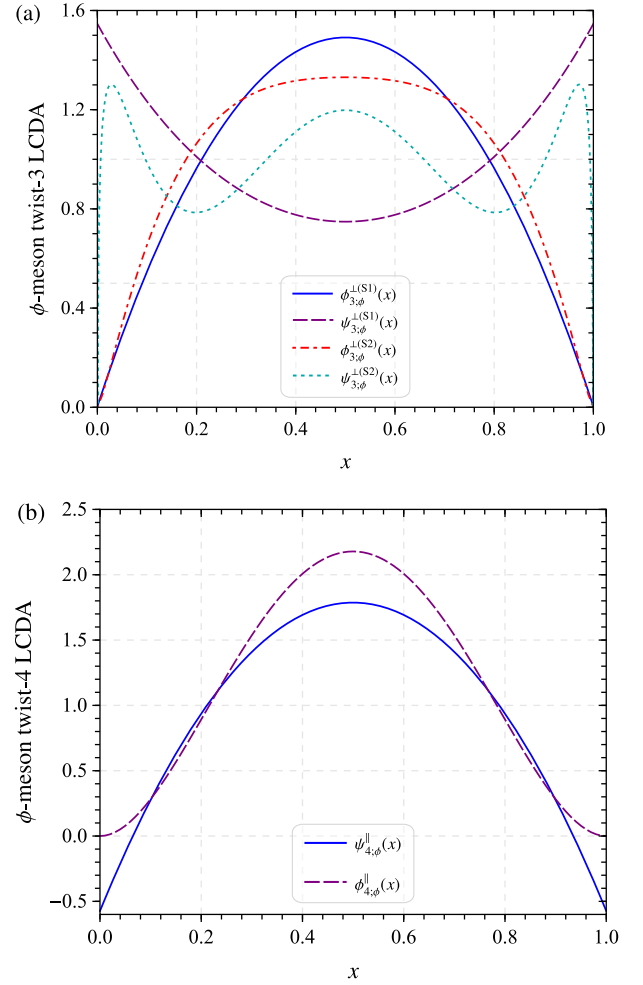 (a)
φ-meson twist-3 LCDA
1.6
1.2
0.8
0.4
0.0
ϕ^{⊥(S1)}_{3;ϕ}(x)
ψ^{⊥(S1)}_{3;ϕ}(x)
ϕ^{⊥(S2)}_{3;ϕ}(x)
ψ^{⊥(S2)}_{3;ϕ}(x)
0.0 0.2 0.4 0.6 0.8 1.0
x
(b)
ϕ-meson twist-4 LCDA
2.5
2.0
1.5
1.0
0.5
0.0
−0.5
ψ^{∥}_{4;ϕ}(x)
ϕ^{∥}_{4;ϕ}(x)
0.0 0.2 0.4 0.6 0.8 1.0
x